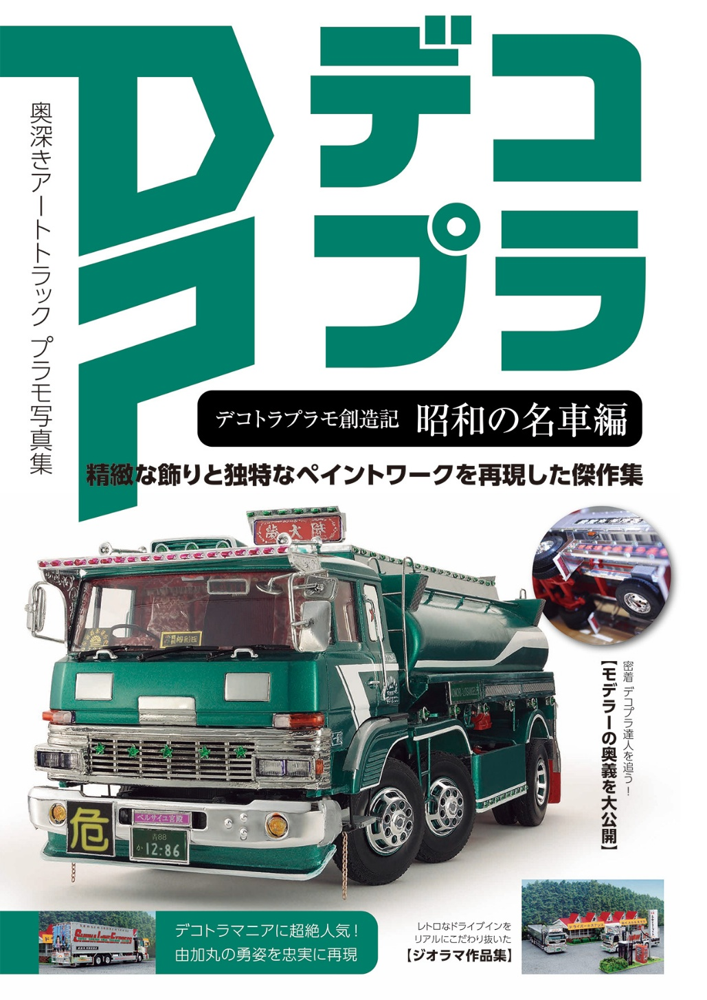 デコ
プラ
奥深きアートトラック プラモ写真集
デコトラプラモ創造記 昭和の名車編
精緻な飾りと独特なペイントワークを再現した傑作集
密着 デコプラ達人を追う！
【モデラーの奥義を大公開】
危
ベルサイユ宮殿
青88
か 12:86
デコトラマニアに超絶人気！
由加丸の勇姿を忠実に再現
レトロなドライブインを
リアルにこだわり抜いた
【ジオラマ作品集】